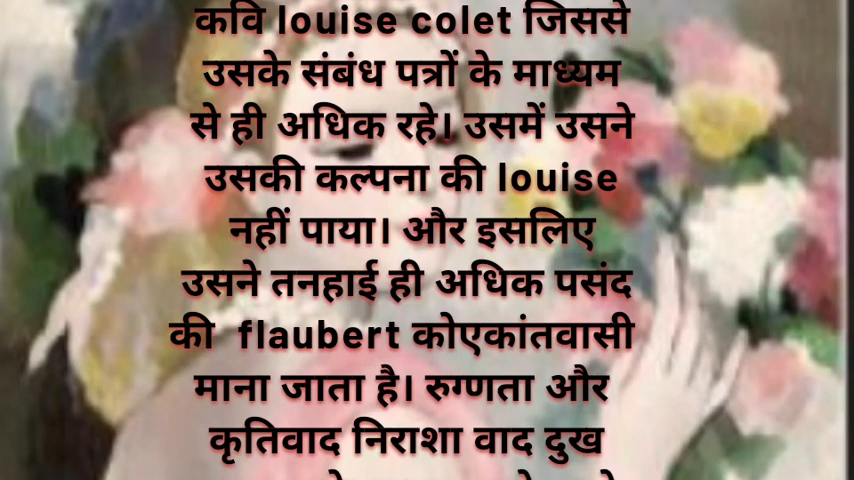 कवि louise colet जिससे
उसके संबंध पत्रों के माध्यम
से ही अधिक रहे। उसमें उसने
उसकी कल्पना की louise
नहीं पाया। और इसलिए
उसने तनहाई ही अधिक पसंद
की flaubert कोएकांतवासी
माना जाता है। रुग्णता और
कृतिवाद निराशा वाद दुख